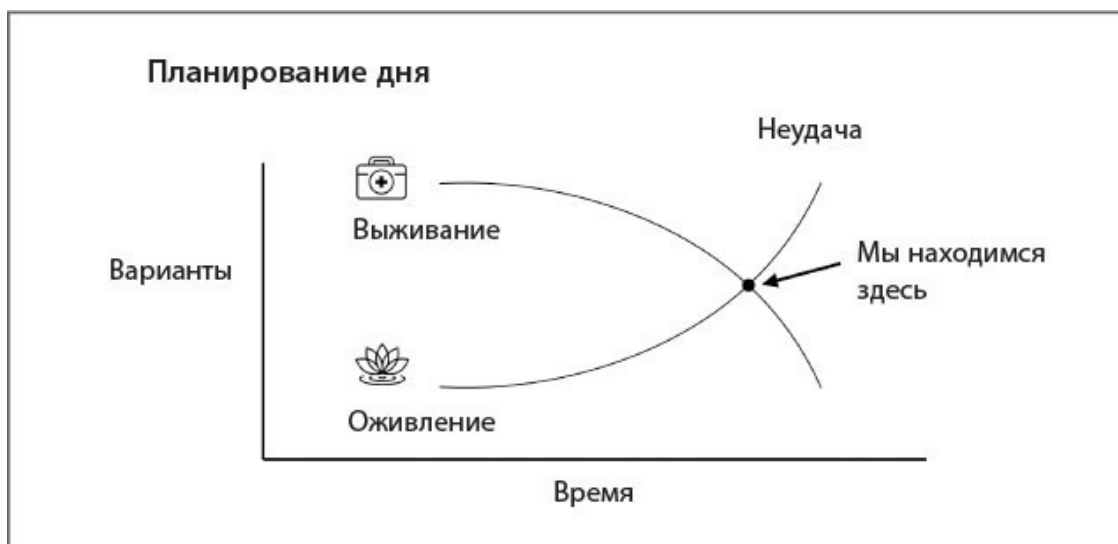 Планирование дня
Неудача
Выживание
Варианты
Мы находимся
здесь
Оживление
Время